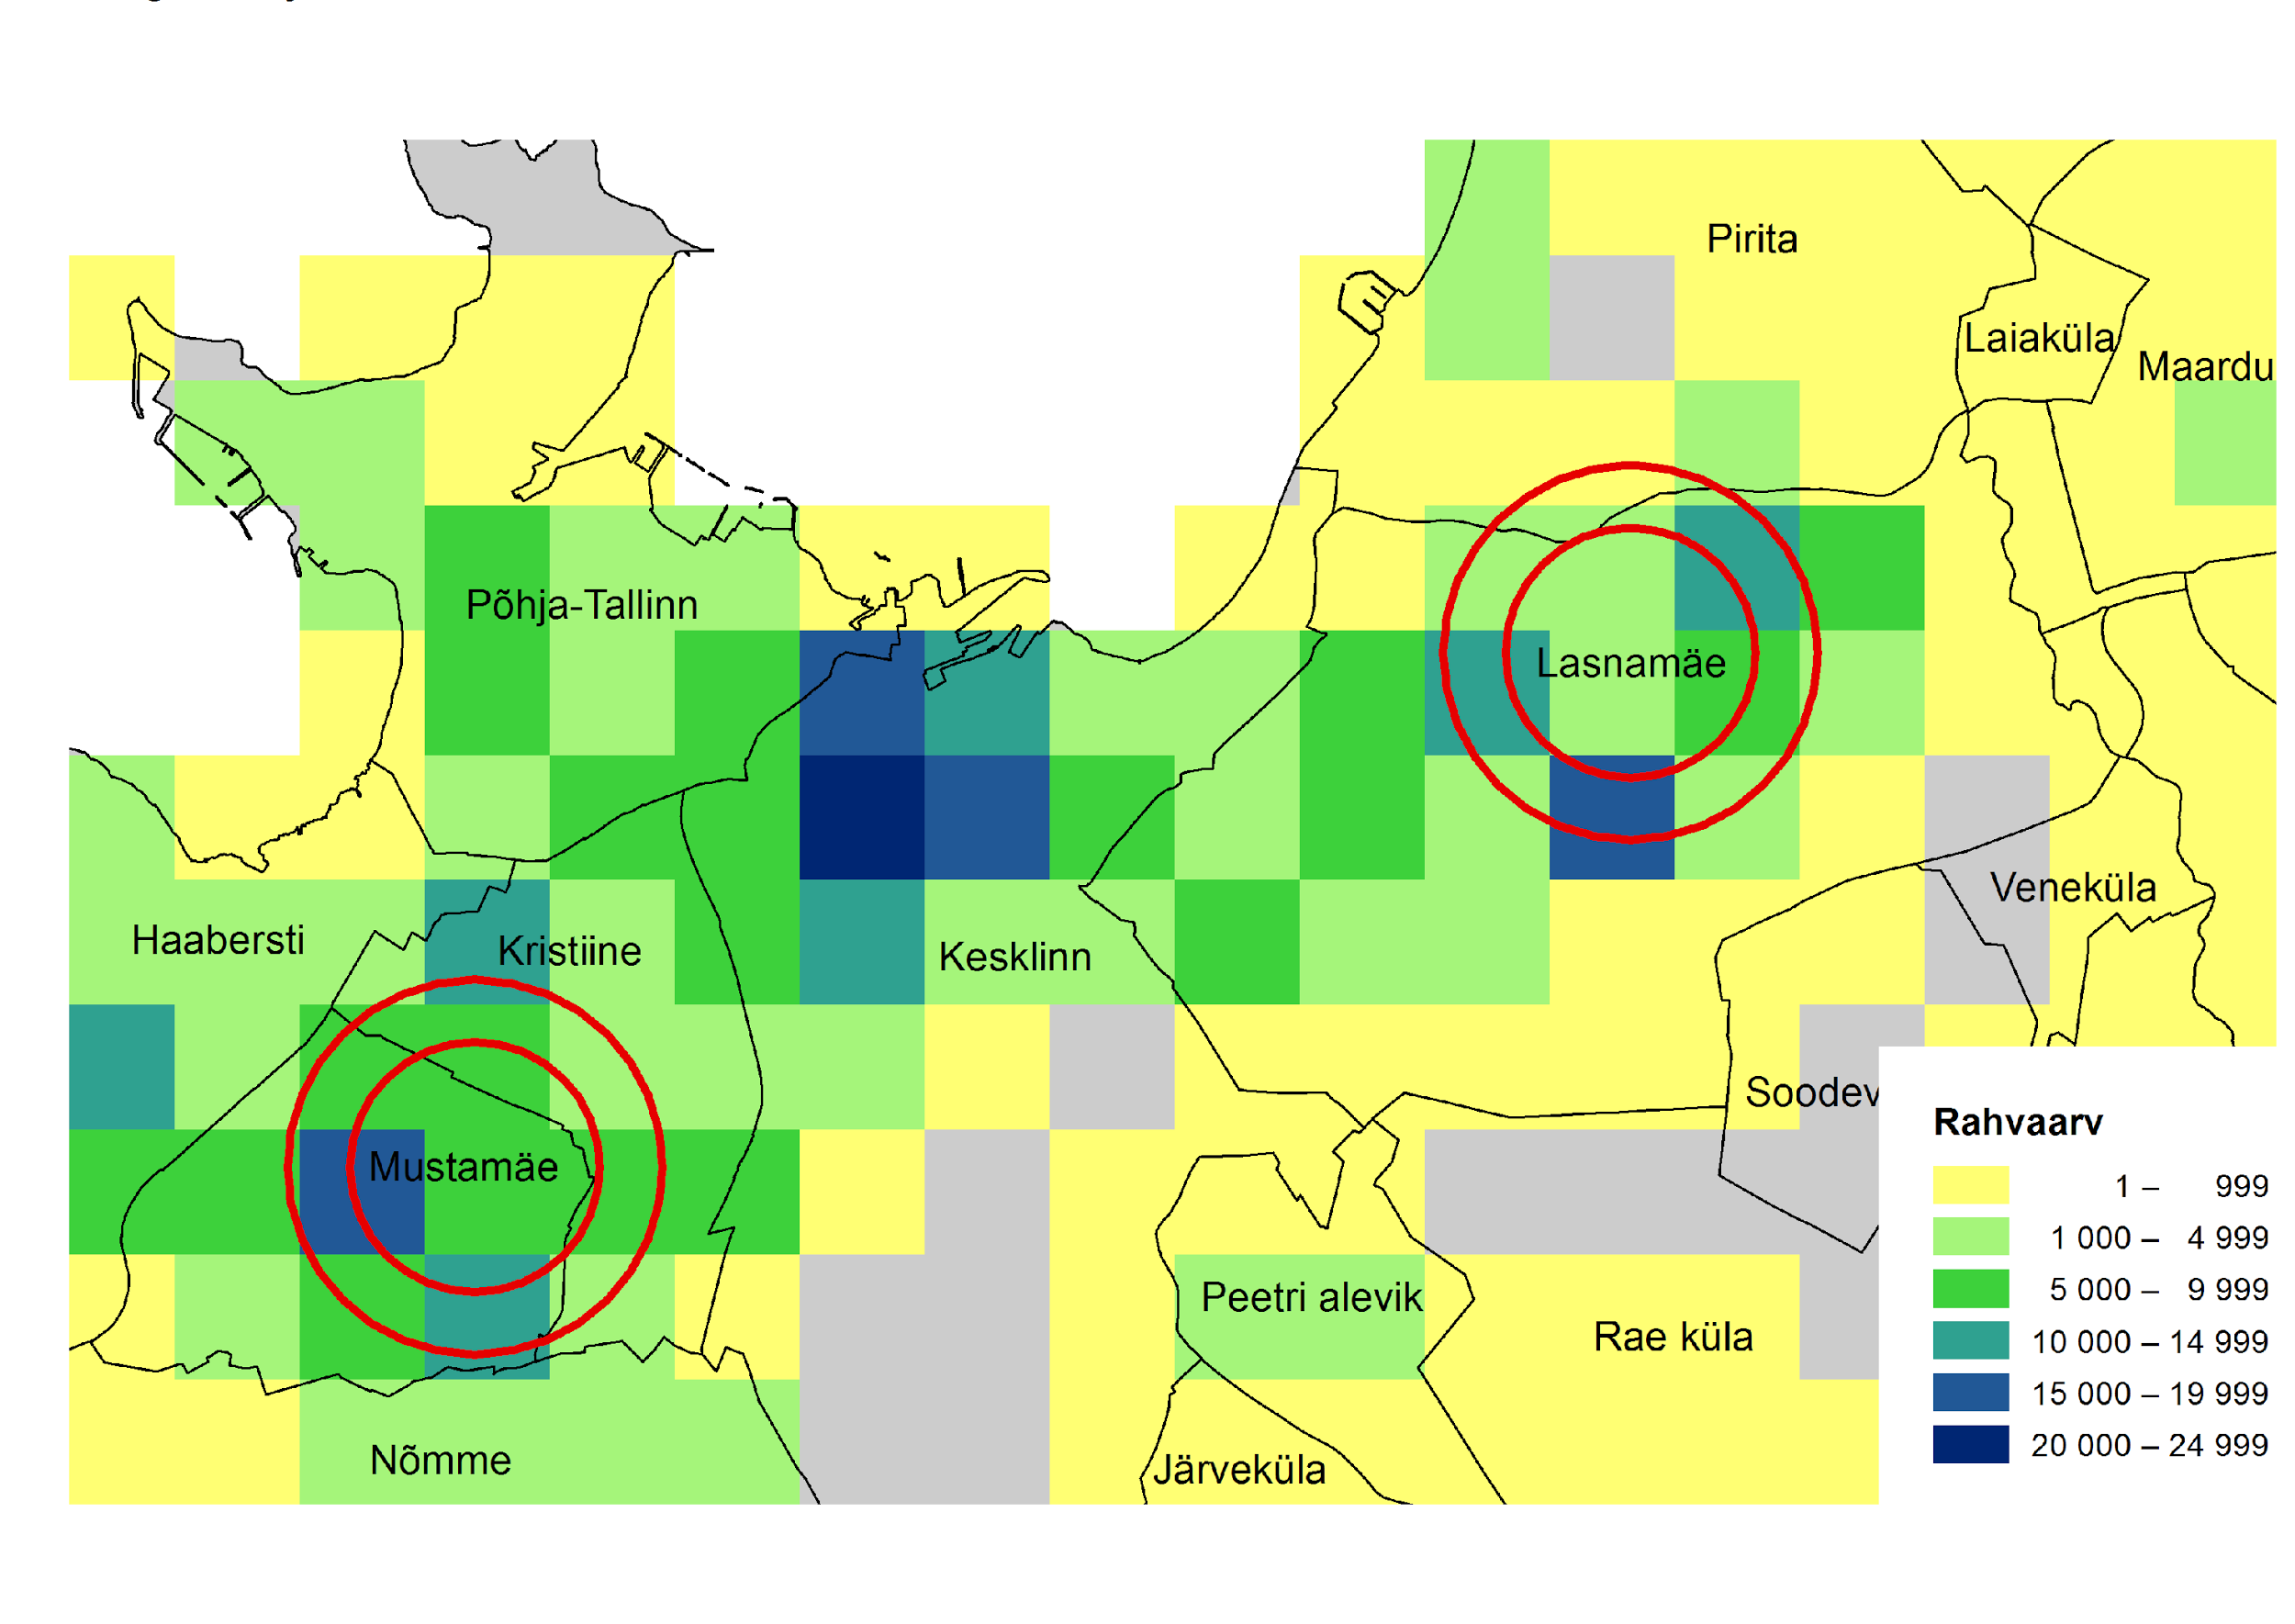 Pirita
Laiaküla
Maardu
Põhja-Tallinn
Lasnamäe
Veneküla
Haabersti
Kristiine
Kesklinn
Soodev
Mustamäe
Peetri alevik
Rae küla
Nõmme
Järveküla
Rahvaarv
1 – 999
1 000 – 4 999
5 000 – 9 999
10 000 – 14 999
15 000 – 19 999
20 000 – 24 999